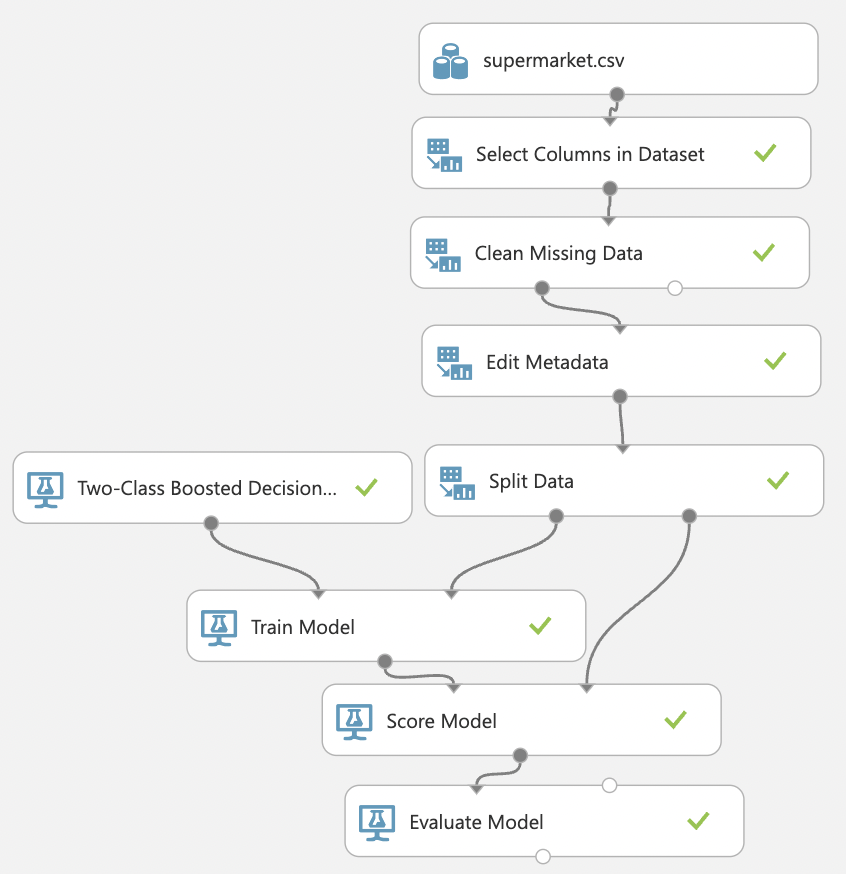 supermarket.csv
Select Columns in Dataset
Clean Missing Data
Edit Metadata
Two-Class Boosted Decision...
Split Data
Train Model
Score Model
Evaluate Model